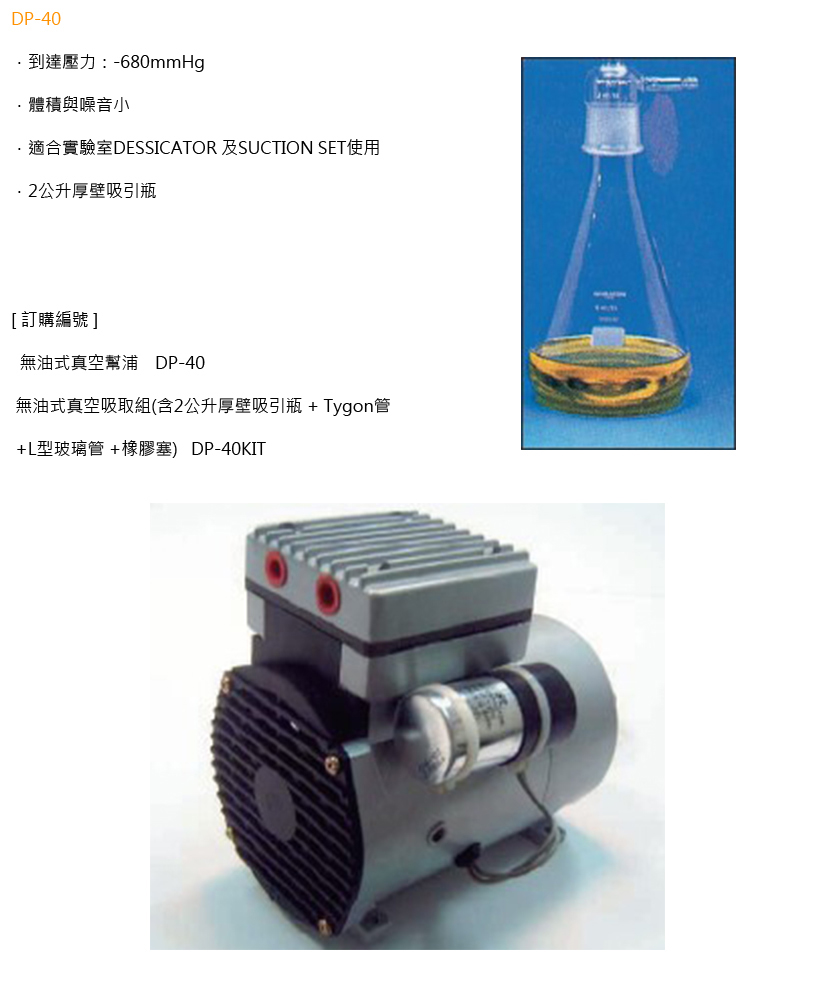 DP-40
．到達壓力：-680mmHg
．體積與噪音小
．適合實驗室DESSICATOR 及SUCTION SET使用
．2公升厚壁吸引瓶
[ 訂購編號 ]
無油式真空幫浦　DP-40
無油式真空吸取組(含2公升厚壁吸引瓶 + Tygon管
+L型玻璃管 +橡膠塞)   DP-40KIT